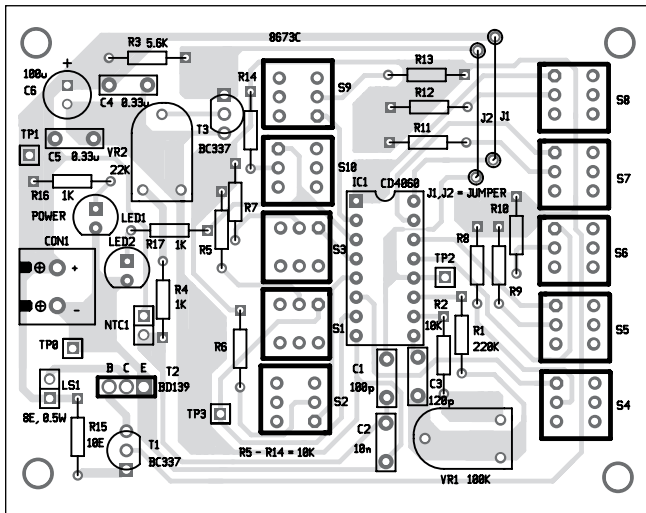 8673C
R3 5.6K
100u
+
C6
C4 0.33u
R14
S9
R13
R12
R11
J2
J1
S8
TP1
C5 0.33u
VR2
22K
T3
BC337
S10
IC1 CD4060
J1,J2 = JUMPER
S7
R16 1K
POWER
LED1
R7
R5
R10
CON1
LED2
R17 1K
S3
R8
R9
S6
+
-
TP2
R4
1K
NTC1
S1
R2
10K
R1
220K
S5
TP0
R6
C1
100p
C3
120p
B C E
T2
BD139
LS1
8E, 0.5W
TP3
S2
S4
R15
10E
T1
BC337
C2
10n
R5 - R14 = 10K
VR1 100K